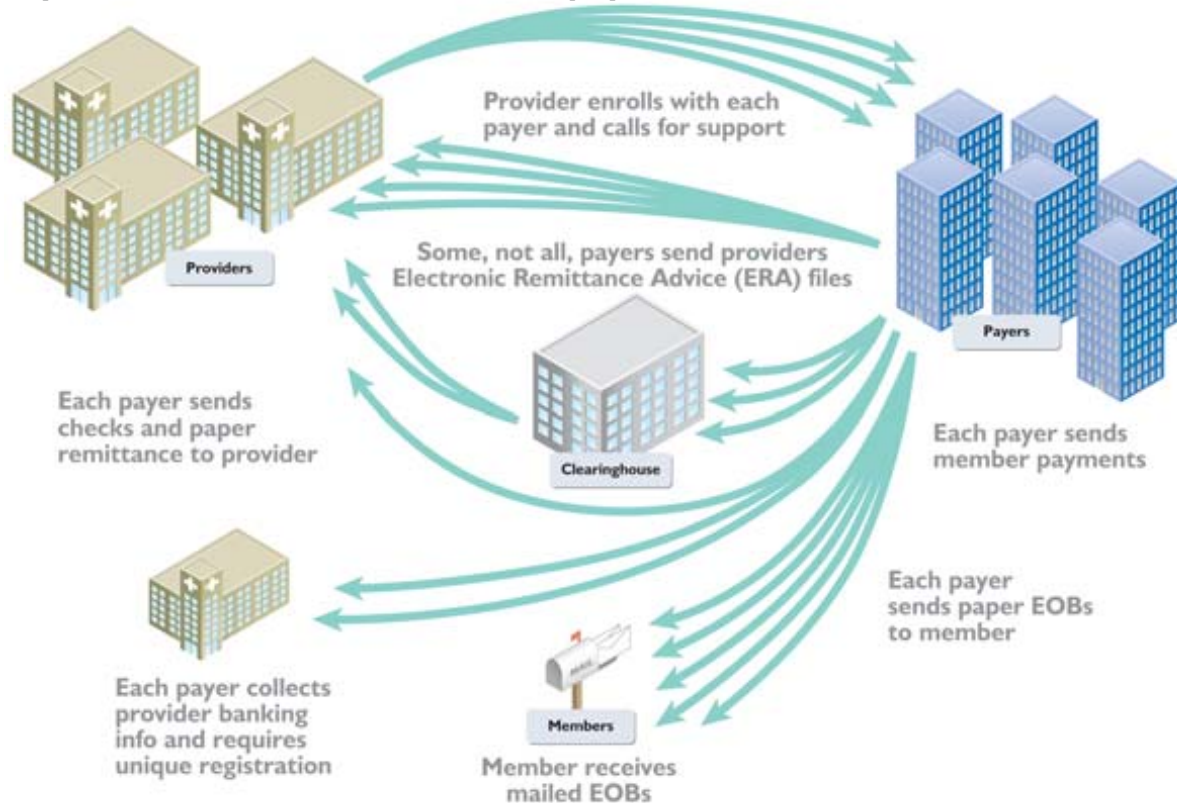 Provider enrolls with each
payer and calls for support
Providers
Some, not all, payers send providers
Electronic Remittance Advice (ERA) files
Payers
Each payer sends
checks and paper
remittance to provider
Clearinghouse
Each payer sends
member payments
Each payer
sends paper EOBs
to member
Each payer collects
provider banking
info and requires
unique registration
Members
Member receives
mailed EOBs